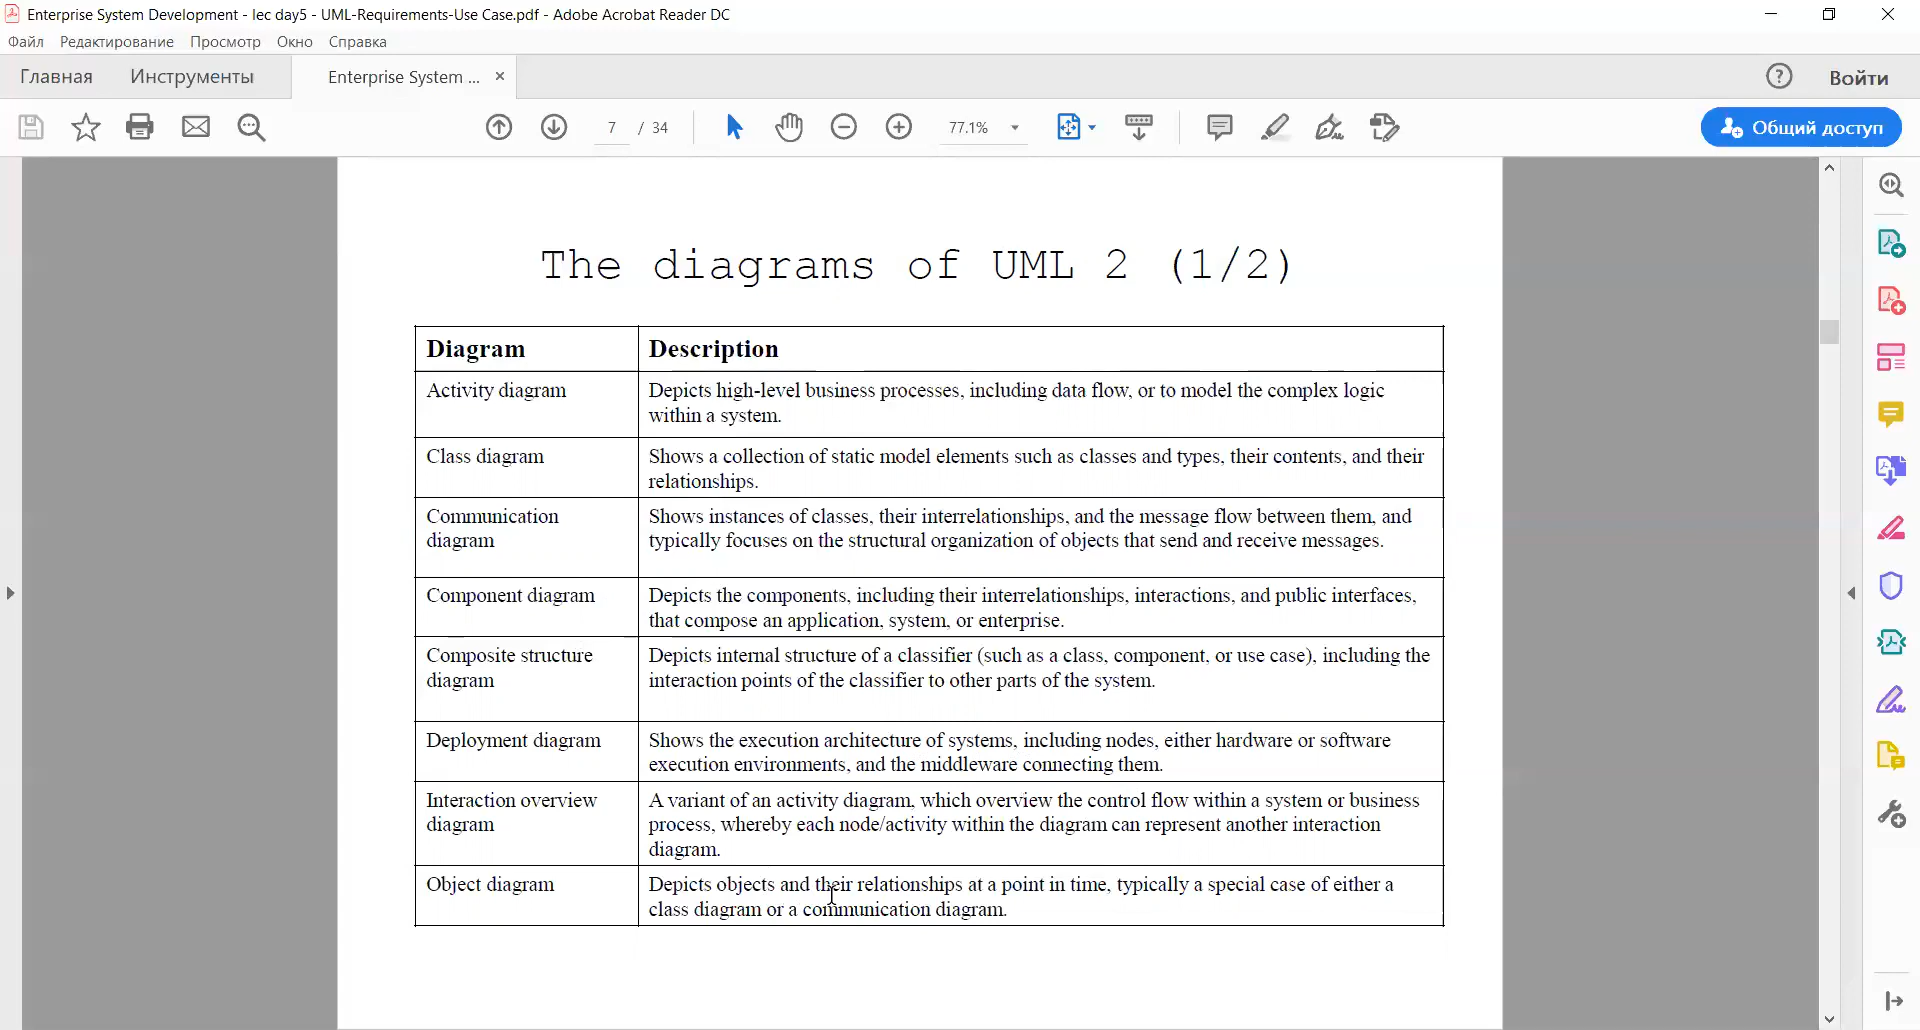 Enterprise System Development - lec day5 - UML-Requirements-Use Case.pdf - Adobe Acrobat Reader DC
Файл Редактирование Просмотр Окно Справка
Главная Инструменты Enterprise System ... × Войти
7 / 34 77.1% Общий доступ
The diagrams of UML 2 (1/2)
Diagram Description
Activity diagram Depicts high-level business processes, including data flow, or to model the complex logic
within a system.
Class diagram Shows a collection of static model elements such as classes and types, their contents, and their
relationships.
Communication Shows instances of classes, their interrelationships, and the message flow between them, and
diagram typically focuses on the structural organization of objects that send and receive messages.
Component diagram Depicts the components, including their interrelationships, interactions, and public interfaces,
that compose an application, system, or enterprise.
Composite structure Depicts internal structure of a classifier (such as a class, component, or use case), including the
diagram interaction points of the classifier to other parts of the system.
Deployment diagram Shows the execution architecture of systems, including nodes, either hardware or software
execution environments, and the middleware connecting them.
Interaction overview A variant of an activity diagram, which overview the control flow within a system or business
diagram process, whereby each node/activity within the diagram can represent another interaction
diagram.
Object diagram Depicts objects and their relationships at a point in time, typically a special case of either a
class diagram or a communication diagram.